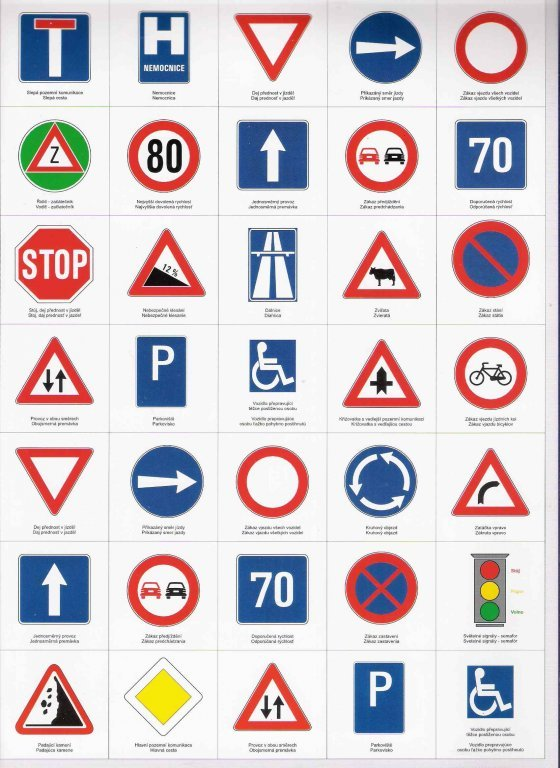 Slepá pozemní komunikace
Slepá cesta
H
NEMOCNICE
Nemocnice
Nemocnica
Dej přednost v jízdě!
Daj prednosť v jazde!
Přikázaný směr jízdy
Prikázaný smer jazdy
Zákaz vjezdu všech vozidel
Zákaz vjazdu všetkých vozidiel
Z
Řidič - začátečník
Vodič - začiatočník
80
Nejvyšší dovolená rychlost
Najvyššia dovolená rýchlosť
Jednosměrný provoz
Jednosmerná premávka
Zákaz předjíždění
Zákaz predchádzania
70
Doporučená rychlost
Odporúčaná rýchlosť
STOP
Stůj, dej přednost v jízdě!
Stoj, daj prednosť v jazde!
12 %
Nebezpečné klesání
Nebezpečné klesanie
Dálnice
Diaľnica
Zvířata
Zvieratá
Zákaz stání
Zákaz státia
Provoz v obou směrech
Obojsmerná premávka
P
Parkoviště
Parkovisko
Vozidlo přepravující
těžce postiženou osobu
Vozidlo prepravujúce
osobu ťažko pohybovo postihnutú
Křižovatka s vedlejší pozemní komunikací
Križovatka s vedľajšou cestou
Zákaz vjezdu jízdních kol
Zákaz vjazdu bicyklov
Dej přednost v jízdě!
Daj prednosť v jazde!
Přikázaný směr jízdy
Prikázaný smer jazdy
Zákaz vjezdu všech vozidel
Zákaz vjazdu všetkých vozidiel
Kruhový objezd
Kruhový objazd
Zatáčka vpravo
Zákruta vpravo
Jednosměrný provoz
Jednosmerná premávka
Zákaz předjíždění
Zákaz predchádzania
70
Doporučená rychlost
Odporúčaná rýchlosť
Zákaz zastavení
Zákaz zastavenia
Stůj
Pozor
Volno
Světelné signály - semafor
Svetelné signály - semafor
Padající kamení
Padajúce kamene
Hlavní pozemní komunikace
Hlavná cesta
Provoz v obou směrech
Obojsmerná premávka
P
Parkoviště
Parkovisko
Vozidlo přepravující
těžce postiženou osobu
Vozidlo prepravujúce
osobu ťažko pohybovo postihnutú